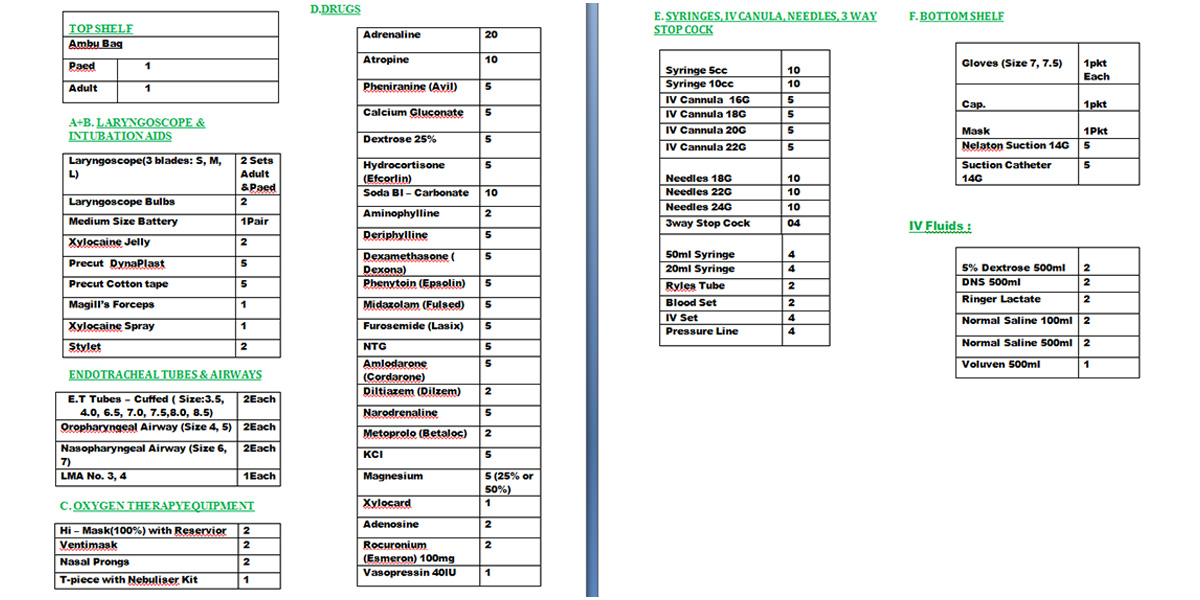 TOP SHELF
Ambu Bag
Paed 1
Adult 1
A+B. LARYNGOSCOPE &
INTUBATION AIDS
Laryngoscope(3 blades: S, M, 2 Sets
L) Adult
&Paed
Laryngoscope Bulbs 2
Medium Size Battery 1Pair
Xylocaine Jelly 2
Precut DynaPlast 5
Precut Cotton tape 5
Magill's Forceps 1
Xylocaine Spray 1
Stylet 2
ENDOTRACHEAL TUBES & AIRWAYS
E.T Tubes – Cuffed ( Size:3.5, 2Each
4.0, 6.5, 7.0, 7.5,8.0, 8.5)
Oropharyngeal Airway (Size 4, 5) 2Each
Nasopharyngeal Airway (Size 6, 2Each
7)
LMA No. 3, 4 1Each
C. OXYGEN THERAPYEQUIPMENT
Hi – Mask(100%) with Reservior 2
Ventimask 2
Nasal Prongs 2
T-piece with Nebuliser Kit 1
D.DRUGS
Adrenaline 20
Atropine 10
Pheniranine (Avil) 5
Calcium Gluconate 5
Dextrose 25% 5
Hydrocortisone 5
(Efcorlin)
Soda BI – Carbonate 10
Aminophylline 2
Deriphylline 5
Dexamethasone ( 5
Dexona)
Phenytoin (Epsolin) 5
Midazolam (Fulsed) 5
Furosemide (Lasix) 5
NTG 5
Amlodarone 5
(Cordarone)
Diltiazem (Dilzem) 2
Narodrenaline 5
Metoprolo (Betaloc) 2
KCI 5
Magnesium 5 (25% or
50%)
Xylocard 1
Adenosine 2
Rocuronium 2
(Esmeron) 100mg
Vasopressin 40IU 1
E. SYRINGES, IV CANULA, NEEDLES, 3 WAY
STOP COCK
Syringe 5cc 10
Syringe 10cc 10
IV Cannula 16G 5
IV Cannula 18G 5
IV Cannula 20G 5
IV Cannula 22G 5
Needles 18G 10
Needles 22G 10
Needles 24G 10
3way Stop Cock 04
50ml Syringe 4
20ml Syringe 4
Ryles Tube 2
Blood Set 2
IV Set 4
Pressure Line 4
F. BOTTOM SHELF
Gloves (Size 7, 7.5) 1pkt
Each
Cap. 1pkt
Mask 1Pkt
Nelaton Suction 14G 5
Suction Catheter 5
14G
IV Fluids :
5% Dextrose 500ml 2
DNS 500ml 2
Ringer Lactate 2
Normal Saline 100ml 2
Normal Saline 500ml 2
Voluven 500ml 1